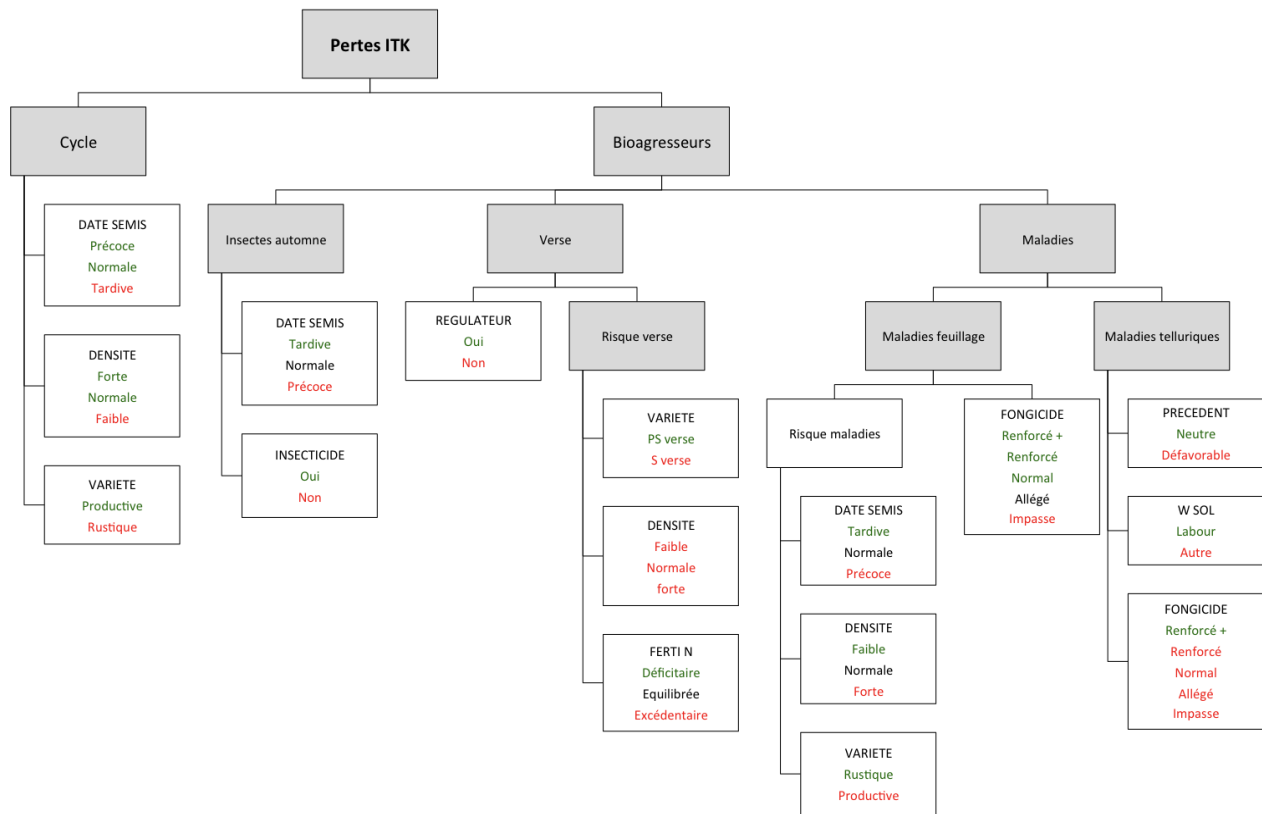 Pertes ITK
Cycle
Bioagresseurs
DATE SEMIS
Précoce
Normale
Tardive
DENSITE
Forte
Normale
Faible
VARIETE
Productive
Rustique
Insectes automne
DATE SEMIS
Tardive
Normale
Précoce
INSECTICIDE
Oui
Non
Verse
REGULATEUR
Oui
Non
Risque verse
VARIETE
PS verse
S verse
DENSITE
Faible
Normale
forte
FERTI N
Déficitaire
Equilibrée
Excédentaire
Maladies
Maladies feuillage
Risque maladies
DATE SEMIS
Tardive
Normale
Précoce
DENSITE
Faible
Normale
Forte
VARIETE
Rustique
Productive
FONGICIDE
Renforcé +
Renforcé
Normal
Allégé
Impasse
Maladies telluriques
PRECEDENT
Neutre
Défavorable
W SOL
Labour
Autre
FONGICIDE
Renforcé +
Renforcé
Normal
Allégé
Impasse